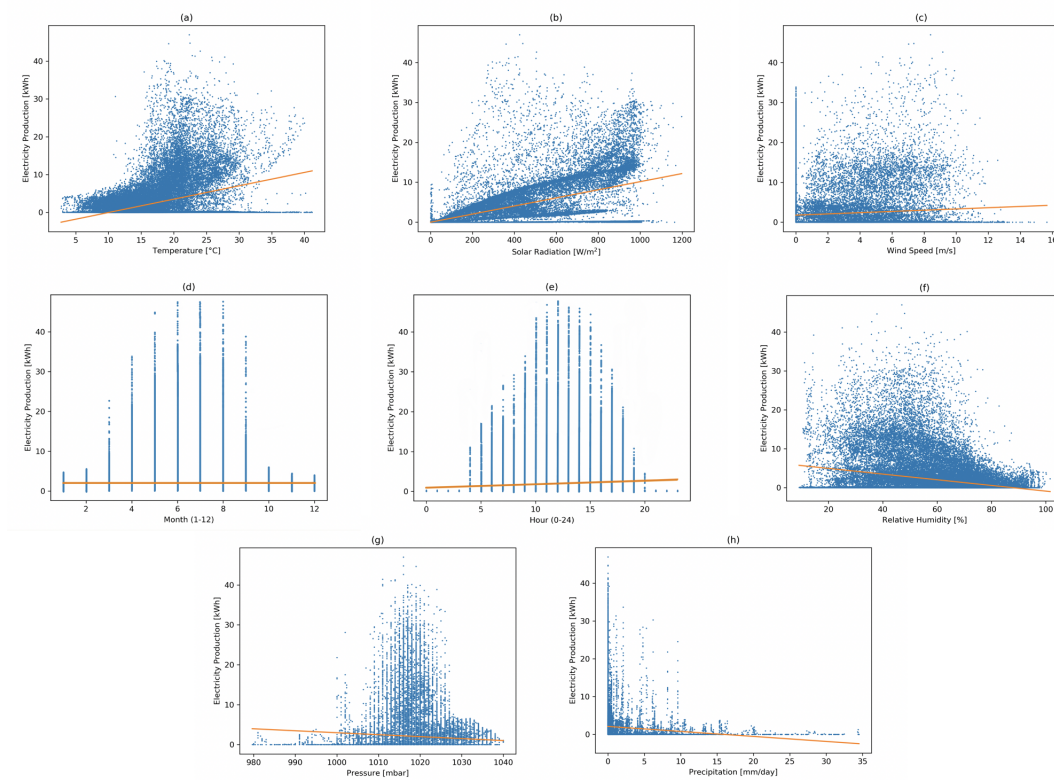 (a)
Electricity Production [kWh]
40
30
20
10
0
5 10 15 20 25 30 35 40
Temperature [°C]
(b)
Electricity Production [kWh]
40
30
20
10
0
0 200 400 600 800 1000 1200
Solar Radiation [W/m²]
(c)
Electricity Production [kWh]
40
30
20
10
0
0 2 4 6 8 10 12 14 16
Wind Speed [m/s]
(d)
Electricity Production [kWh]
40
30
20
10
0
2 4 6 8 10 12
Month (1-12)
(e)
Electricity Production [kWh]
40
30
20
10
0
0 5 10 15 20
Hour (0-24)
(f)
Electricity Production [kWh]
40
30
20
10
0
20 40 60 80 100
Relative Humidity [%]
(g)
Electricity Production [kWh]
40
30
20
10
0
980 990 1000 1010 1020 1030 1040
Pressure [mbar]
(h)
Electricity Production [kWh]
40
30
20
10
0
0 5 10 15 20 25 30 35
Precipitation [mm/day]